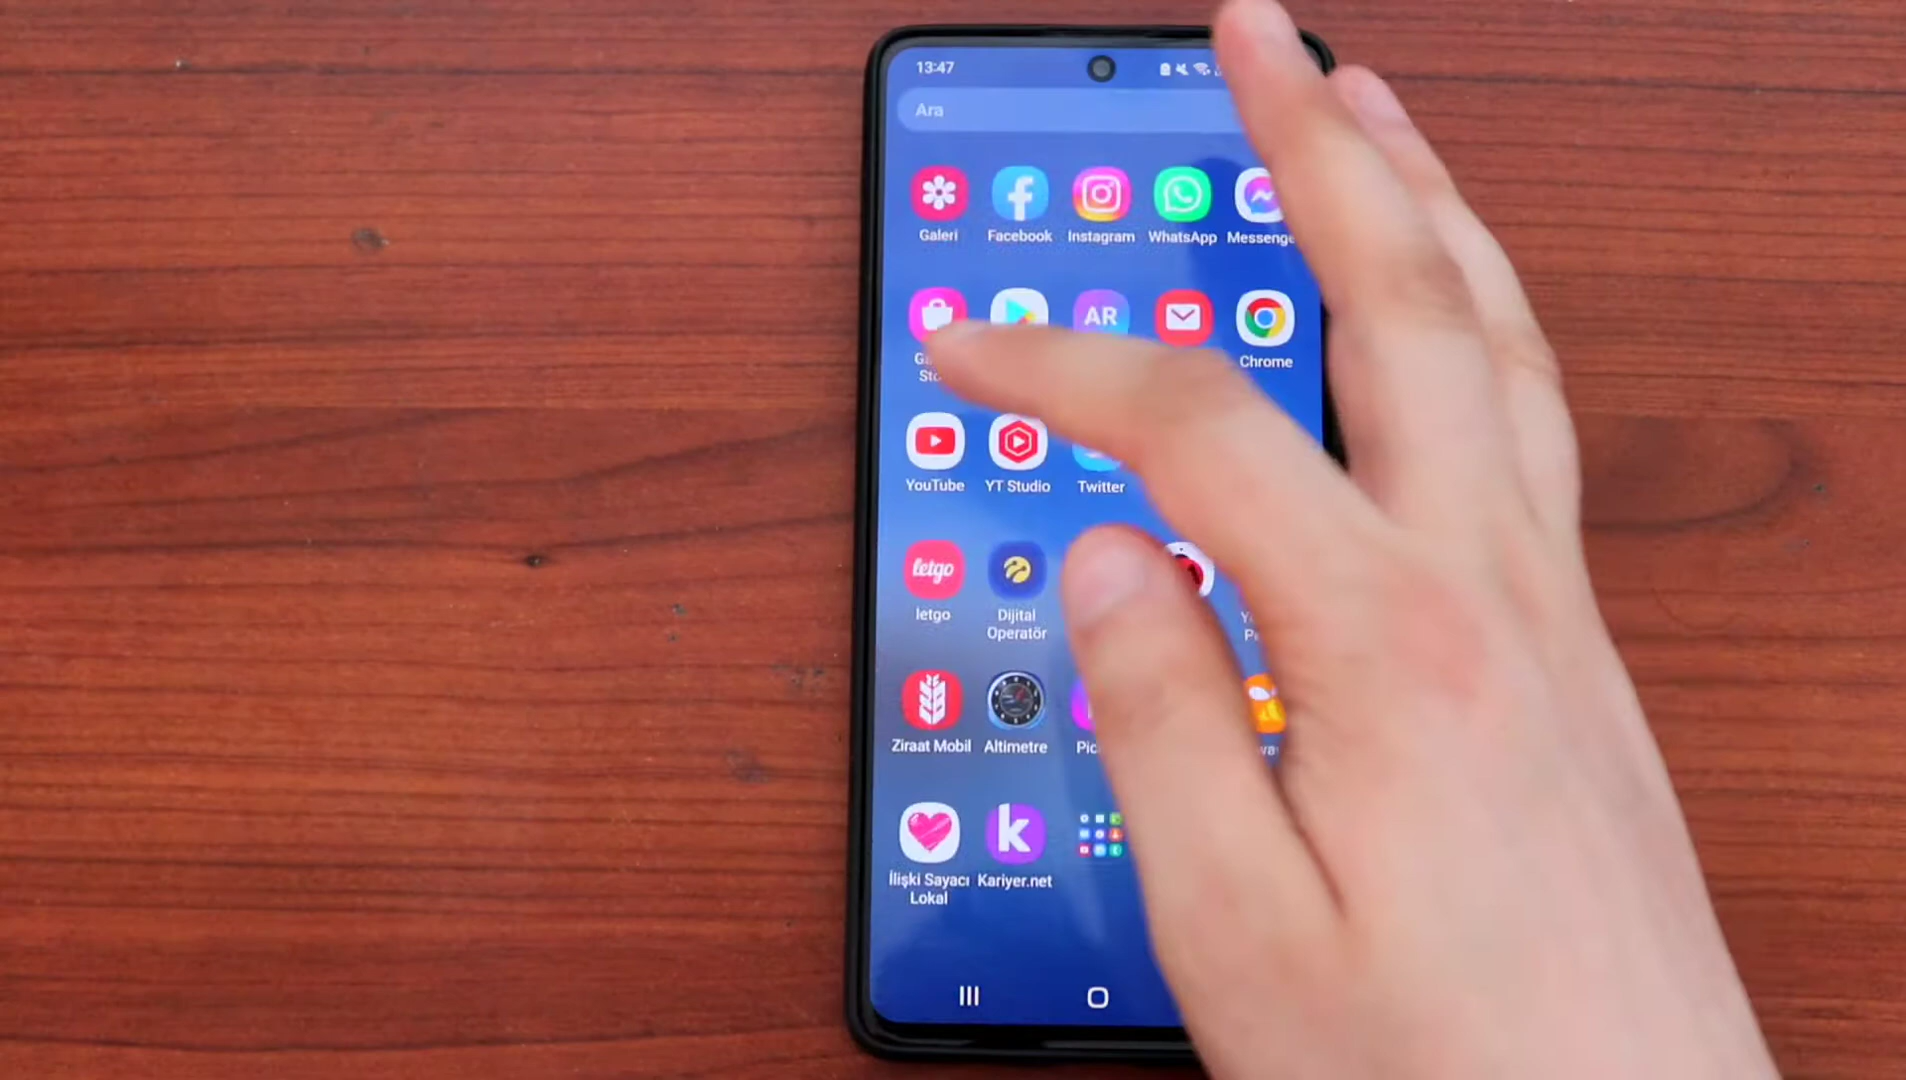 13:47
Ara
Galeri
Facebook
Instagram
WhatsApp
Messenge
AR
Chrome
YouTube
YT Studio
Twitter
letgo
letgo
Dijital
Operatör
Ziraat Mobil
Altimetre
k
İlişki Sayacı
Lokal
Kariyer.net